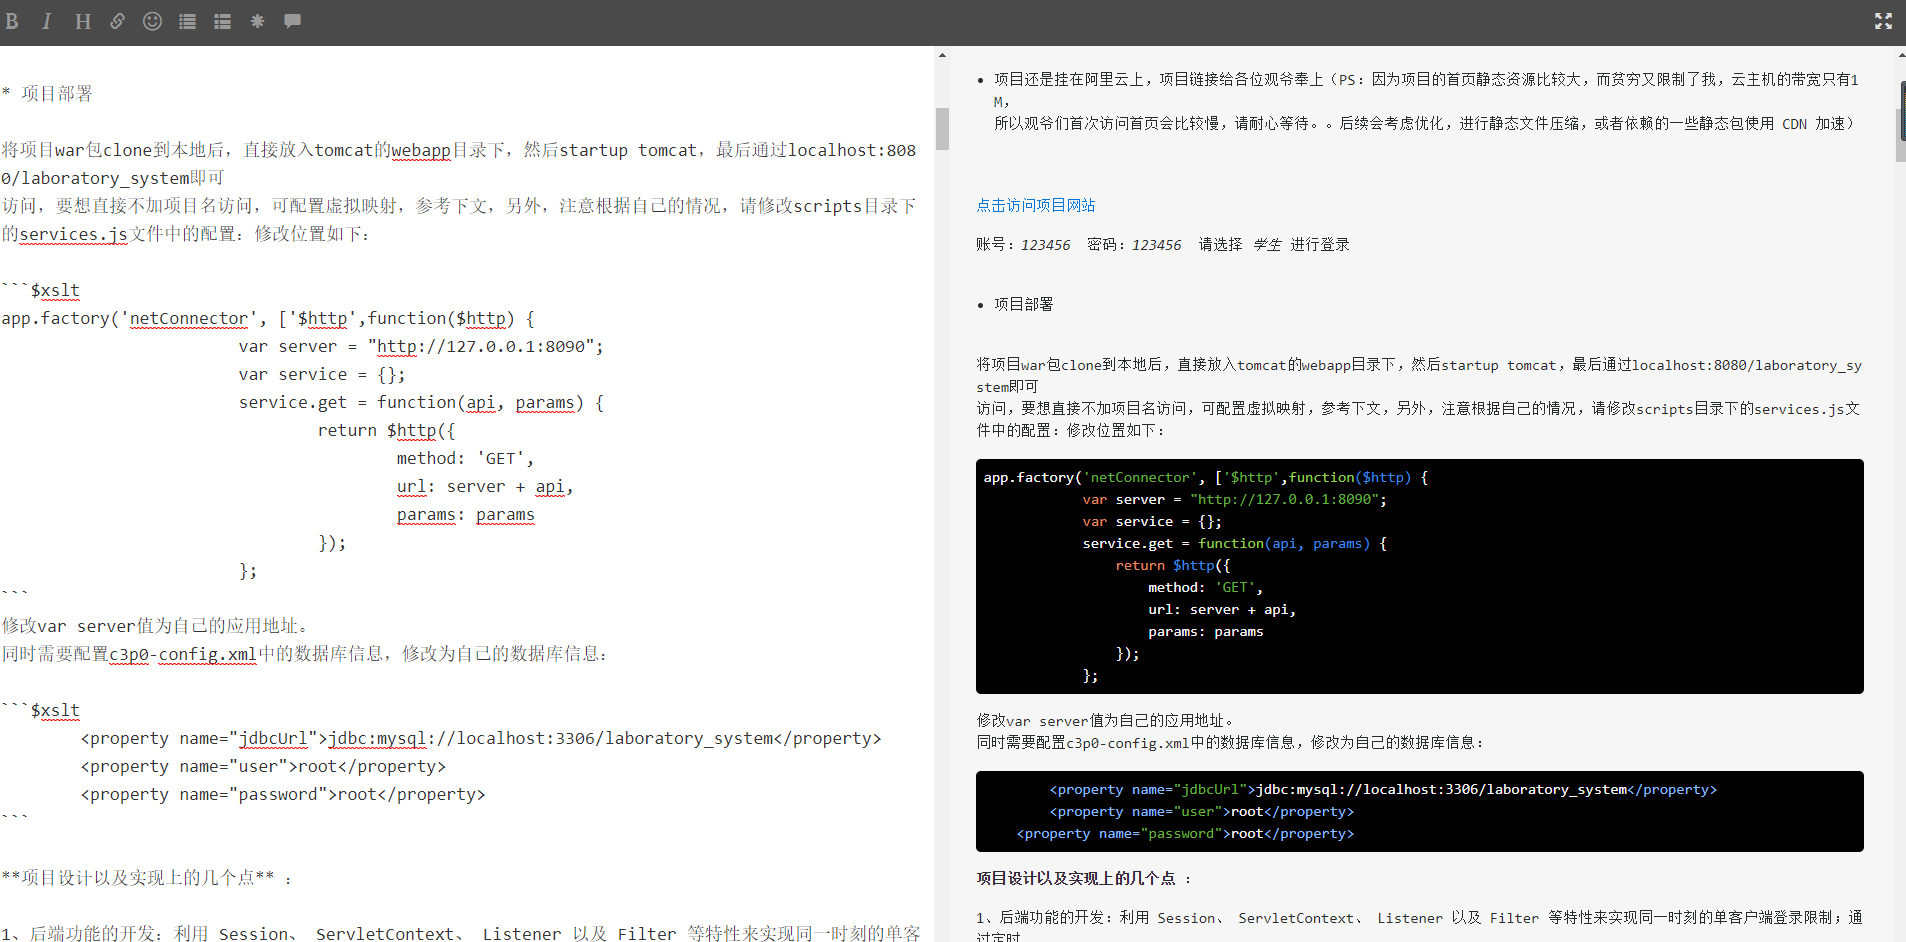 B I H
* 项目部署
将项目war包clone到本地后，直接放入tomcat的webapp目录下，然后startup tomcat，最后通过localhost:808
0/laboratory_system即可
访问，要想直接不加项目名访问，可配置虚拟映射，参考下文，另外，注意根据自己的情况，请修改scripts目录下
的services.js文件中的配置：修改位置如下：
```$xslt
app.factory('netConnector', ['$http',function($http) {
var server = "http://127.0.0.1:8090";
var service = {};
service.get = function(api, params) {
return $http({
method: 'GET',
url: server + api,
params: params
});
};
```
修改var server值为自己的应用地址。
同时需要配置c3p0-config.xml中的数据库信息，修改为自己的数据库信息：
```$xslt
<property name="jdbcUrl">jdbc:mysql://localhost:3306/laboratory_system</property>
<property name="user">root</property>
<property name="password">root</property>
```
**项目设计以及实现上的几个点** ：
1、后端功能的开发：利用 Session、 ServletContext、 Listener 以及 Filter 等特性来实现同一时刻的单客
• 项目还是挂在阿里云上，项目链接给各位观爷奉上（PS：因为项目的首页静态资源比较大，而贫穷又限制了我，云主机的带宽只有1
M，
所以观爷们首次访问首页会比较慢，请耐心等待。。后续会考虑优化，进行静态文件压缩，或者依赖的一些静态包使用 CDN 加速）
点击访问项目网站
账号：123456 密码：123456 请选择 学生 进行登录
• 项目部署
将项目war包clone到本地后，直接放入tomcat的webapp目录下，然后startup tomcat，最后通过localhost:8080/laboratory_sy
stem即可
访问，要想直接不加项目名访问，可配置虚拟映射，参考下文，另外，注意根据自己的情况，请修改scripts目录下的services.js文
件中的配置：修改位置如下：
app.factory('netConnector', ['$http',function($http) {
var server = "http://127.0.0.1:8090";
var service = {};
service.get = function(api, params) {
return $http({
method: 'GET',
url: server + api,
params: params
});
};
修改var server值为自己的应用地址。
同时需要配置c3p0-config.xml中的数据库信息，修改为自己的数据库信息：
<property name="jdbcUrl">jdbc:mysql://localhost:3306/laboratory_system</property>
<property name="user">root</property>
<property name="password">root</property>
项目设计以及实现上的几个点 ：
1、后端功能的开发：利用 Session、 ServletContext、 Listener 以及 Filter 等特性来实现同一时刻的单客户端登录限制；通
过定时